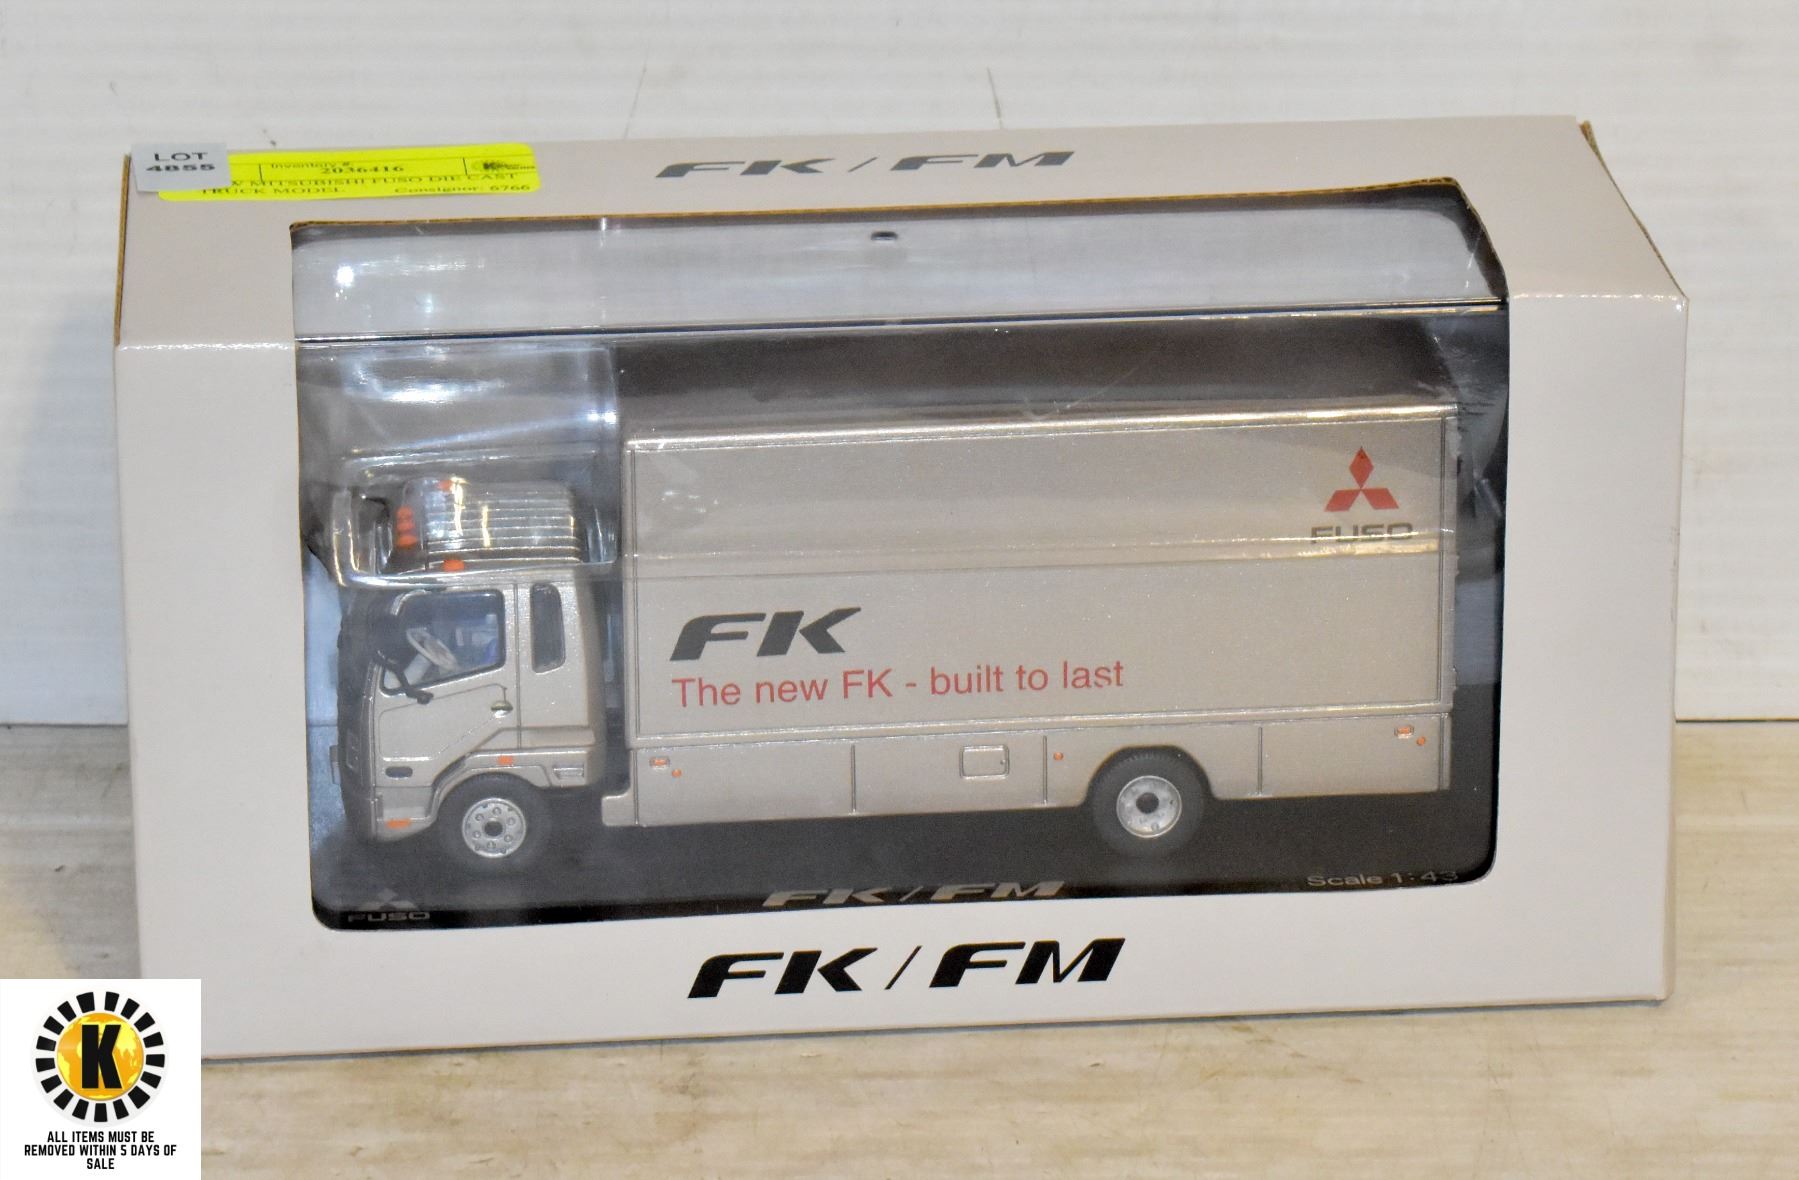 LOT
4855
Inventory #:
2036416
MITSUBISHI FUSO DIE CAST
TRUCK MODEL
Consignor: 6766
FK / FM
FUSO
FK
The new FK - built to last
Scale 1:43
FK / FM
FUSO
FK / FM
K
ALL ITEMS MUST BE
REMOVED WITHIN 5 DAYS OF
SALE